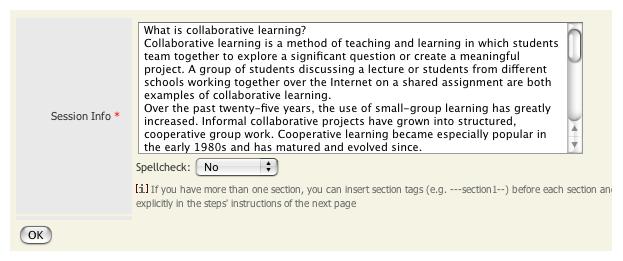 What is collaborative learning?
Collaborative learning is a method of teaching and learning in which students
team together to explore a significant question or create a meaningful
project. A group of students discussing a lecture or students from different
schools working together over the Internet on a shared assignment are both
examples of collaborative learning.
Over the past twenty-five years, the use of small-group learning has greatly
increased. Informal collaborative projects have grown into structured,
cooperative group work. Cooperative learning became especially popular in
the early 1980s and has matured and evolved since.
Session Info *
Spellcheck: No
[i] If you have more than one section, you can insert section tags (e.g. ---section1--) before each section and
explicitly in the steps' instructions of the next page
OK